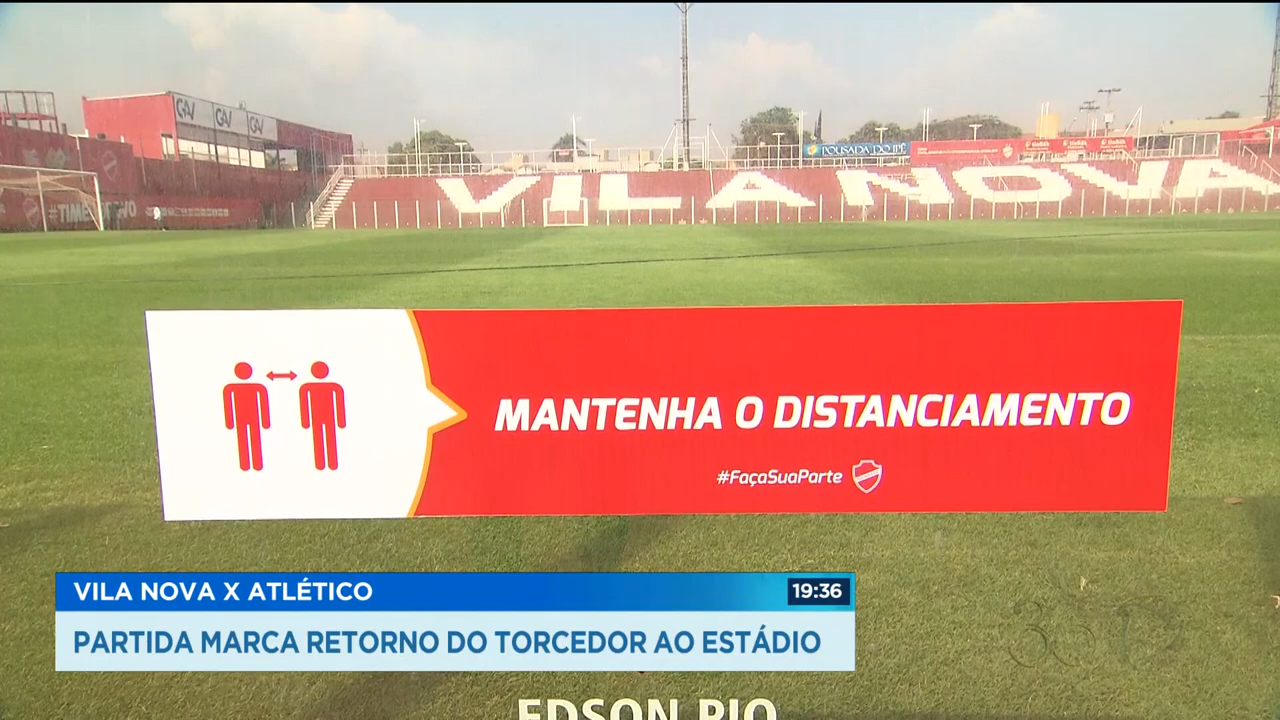 GAV GAV GAV
POUSADA DO IPÊ
VILA NOVA
MANTENHA O DISTANCIAMENTO
#FaçaSuaParte
VILA NOVA X ATLÉTICO
19:36
PARTIDA MARCA RETORNO DO TORCEDOR AO ESTÁDIO